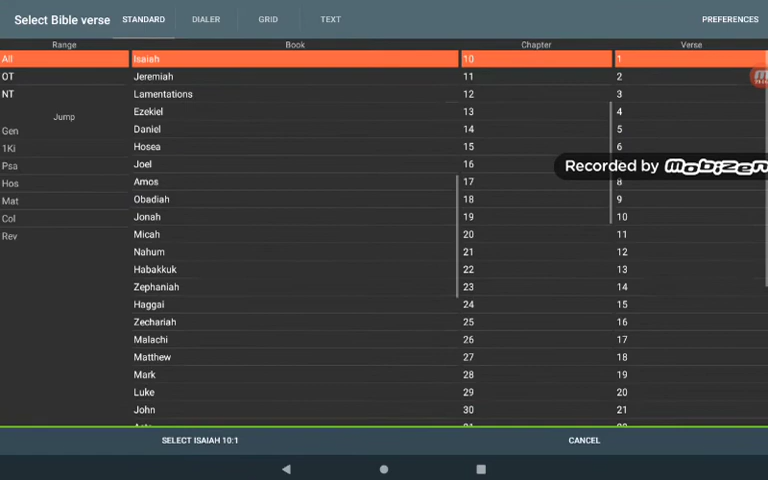 Select Bible verse STANDARD DIALER GRID TEXT PREFERENCES
Range Book Chapter Verse
All Isaiah 10 1
OT Jeremiah 11 2
NT Lamentations 12 3
Ezekiel 13 4
Jump
Gen Daniel 14 5
1Ki Hosea 15 6
Psa Joel 16
Recorded by mobizen
Hos Amos 17 8
Mat Obadiah 18 9
Col Jonah 19 10
Rev Micah 20 11
Nahum 21 12
Habakkuk 22 13
Zephaniah 23 14
Haggai 24 15
Zechariah 25 16
Malachi 26 17
Matthew 27 18
Mark 28 19
Luke 29 20
John 30 21
SELECT ISAIAH 10:1 CANCEL